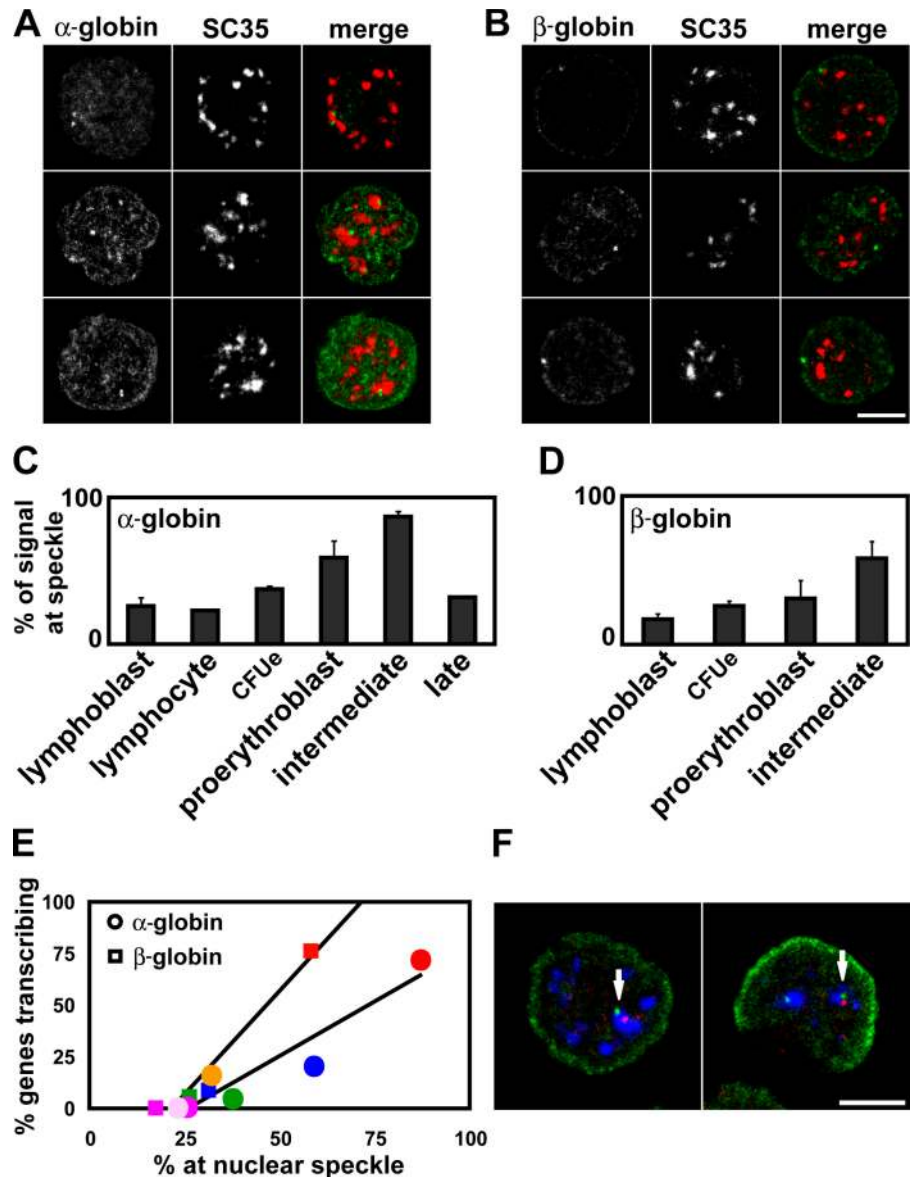 A
B
α-globin SC35 merge
β-globin SC35 merge
C
D
% of signal
at speckle
100
0
α-globin
lymphoblast
lymphocyte
CFUe
proerythroblast
intermediate
late
100
0
β-globin
lymphoblast
CFUe
proerythroblast
intermediate
E
F
% genes transcribing
100
75
50
25
0
α-globin
β-globin
0 25 50 75 100
% at nuclear speckle